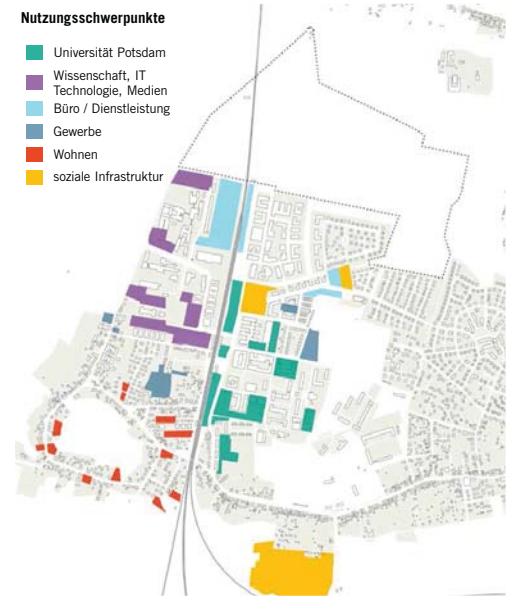 Nutzungsschwerpunkte
Universität Potsdam
Wissenschaft, IT
Technologie, Medien
Büro / Dienstleistung
Gewerbe
Wohnen
soziale Infrastruktur